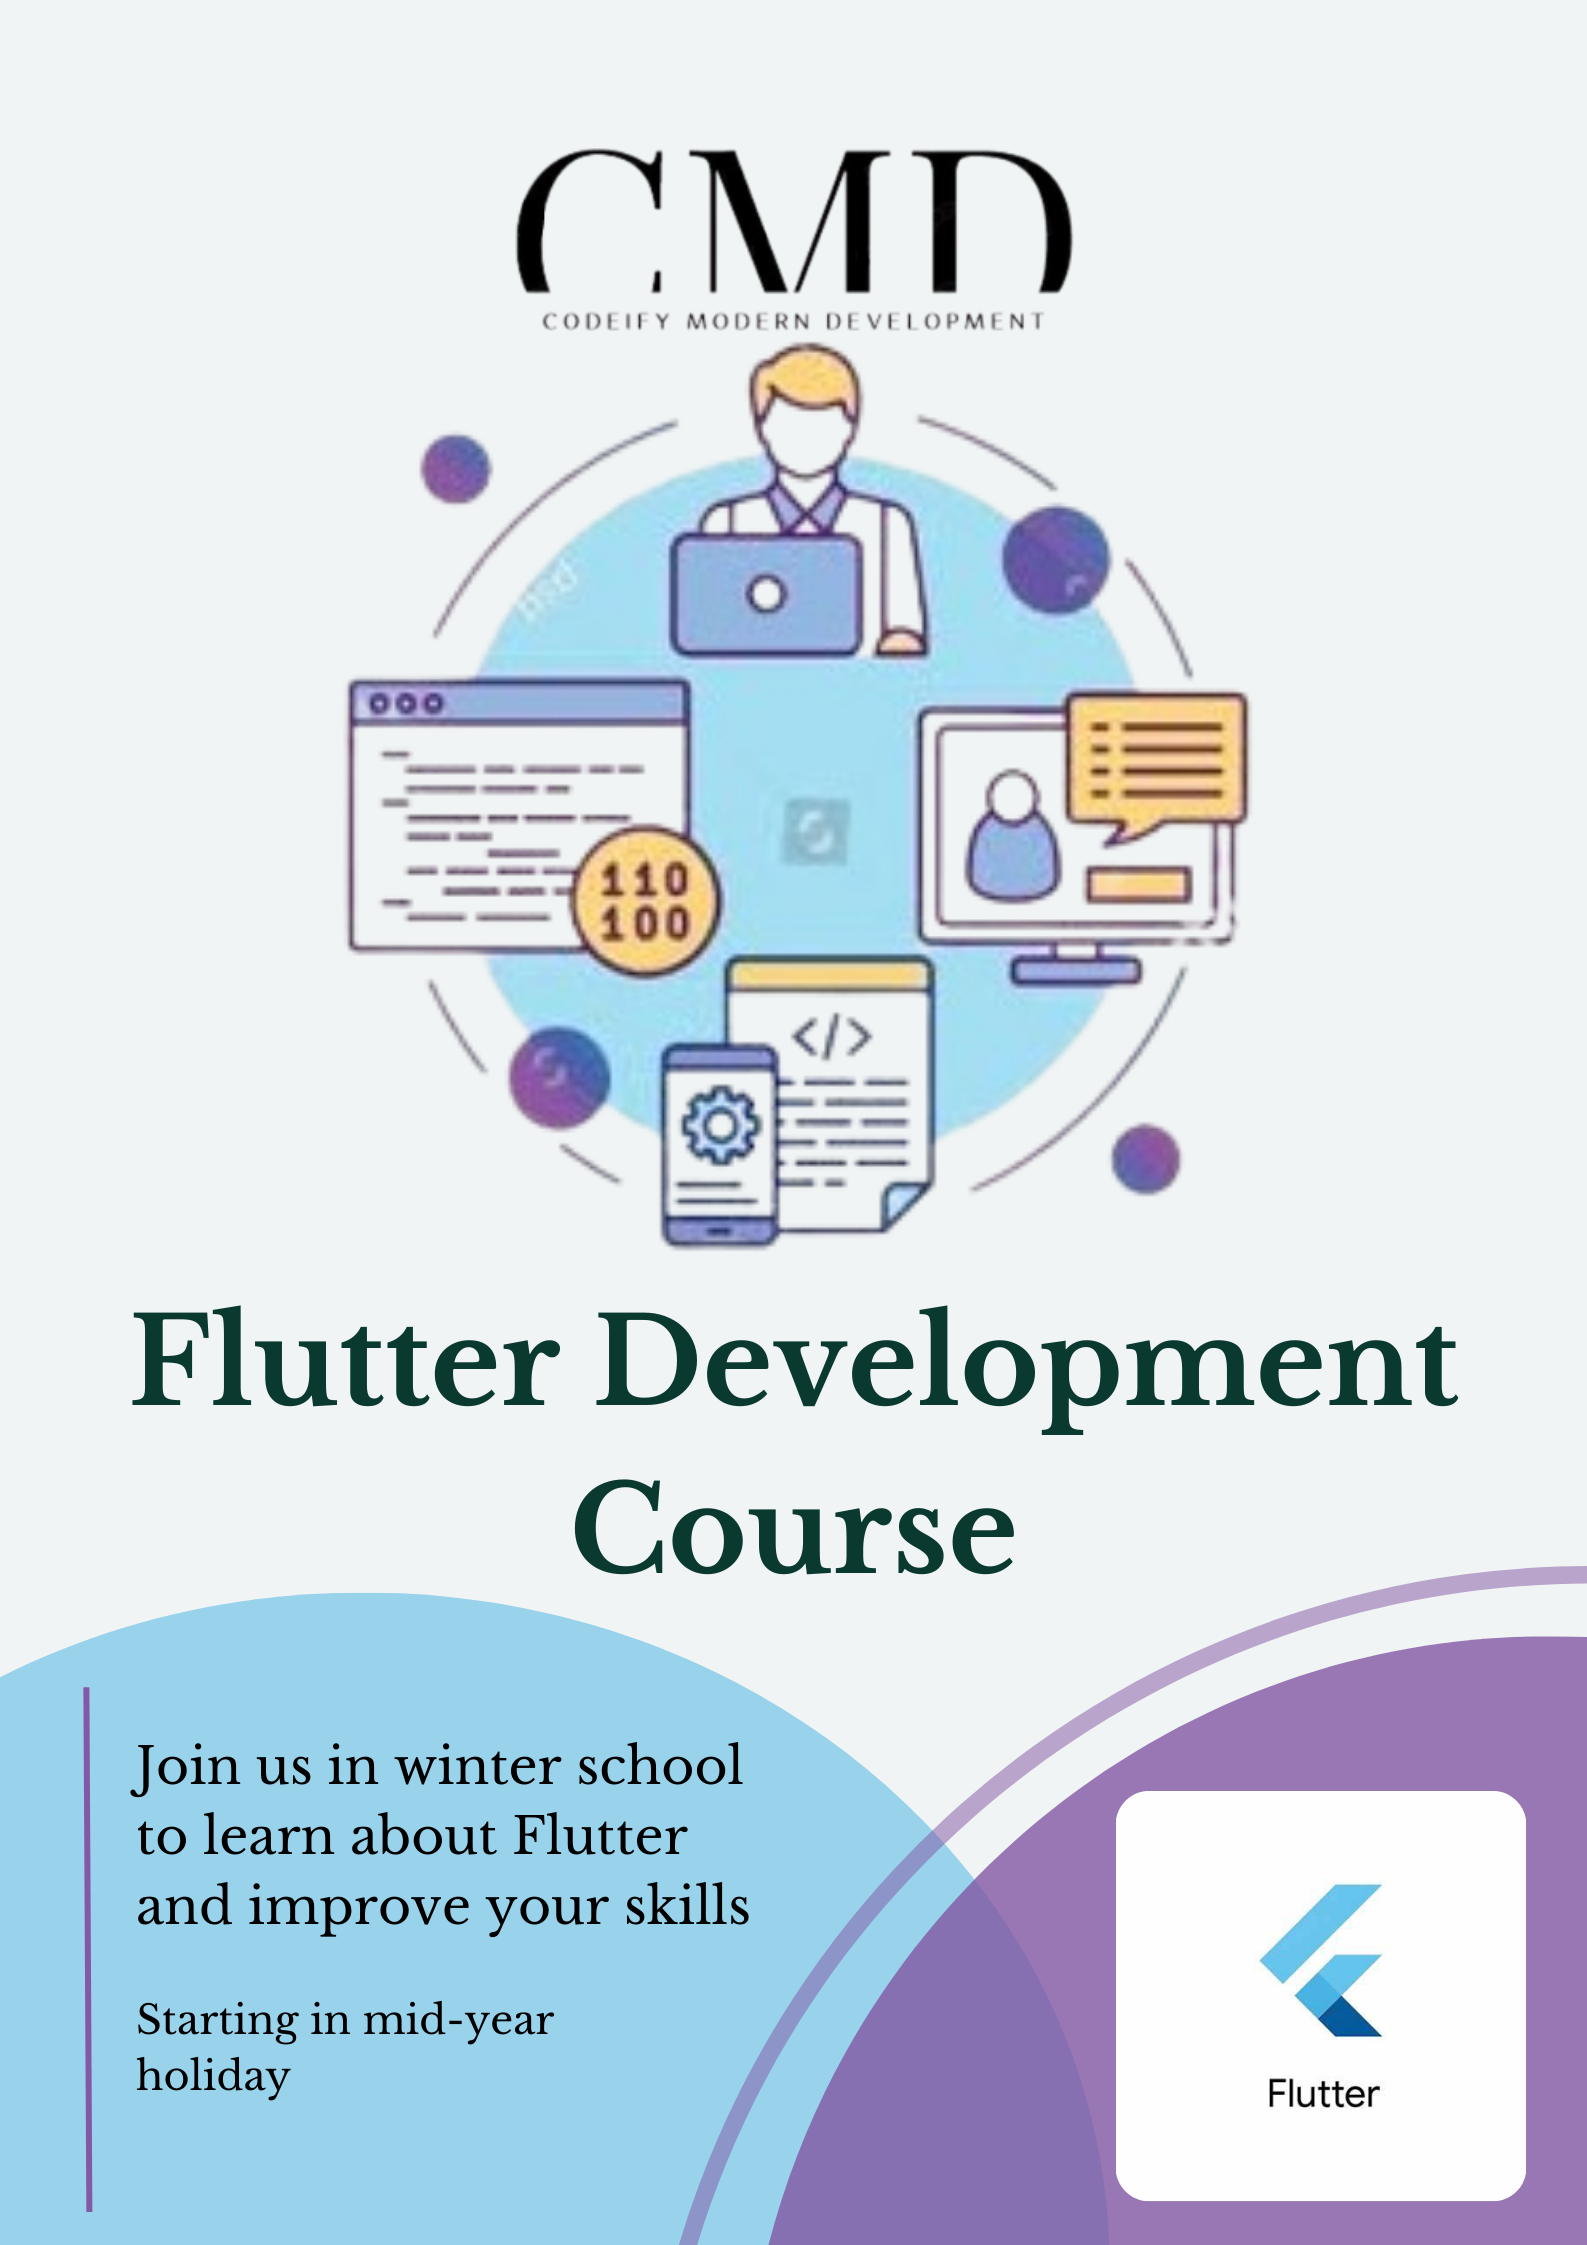 CMD
CODEIFY MODERN DEVELOPMENT
110
100
</>
Flutter Development
Course
Join us in winter school
to learn about Flutter
and improve your skills
Starting in mid-year
holiday
Flutter